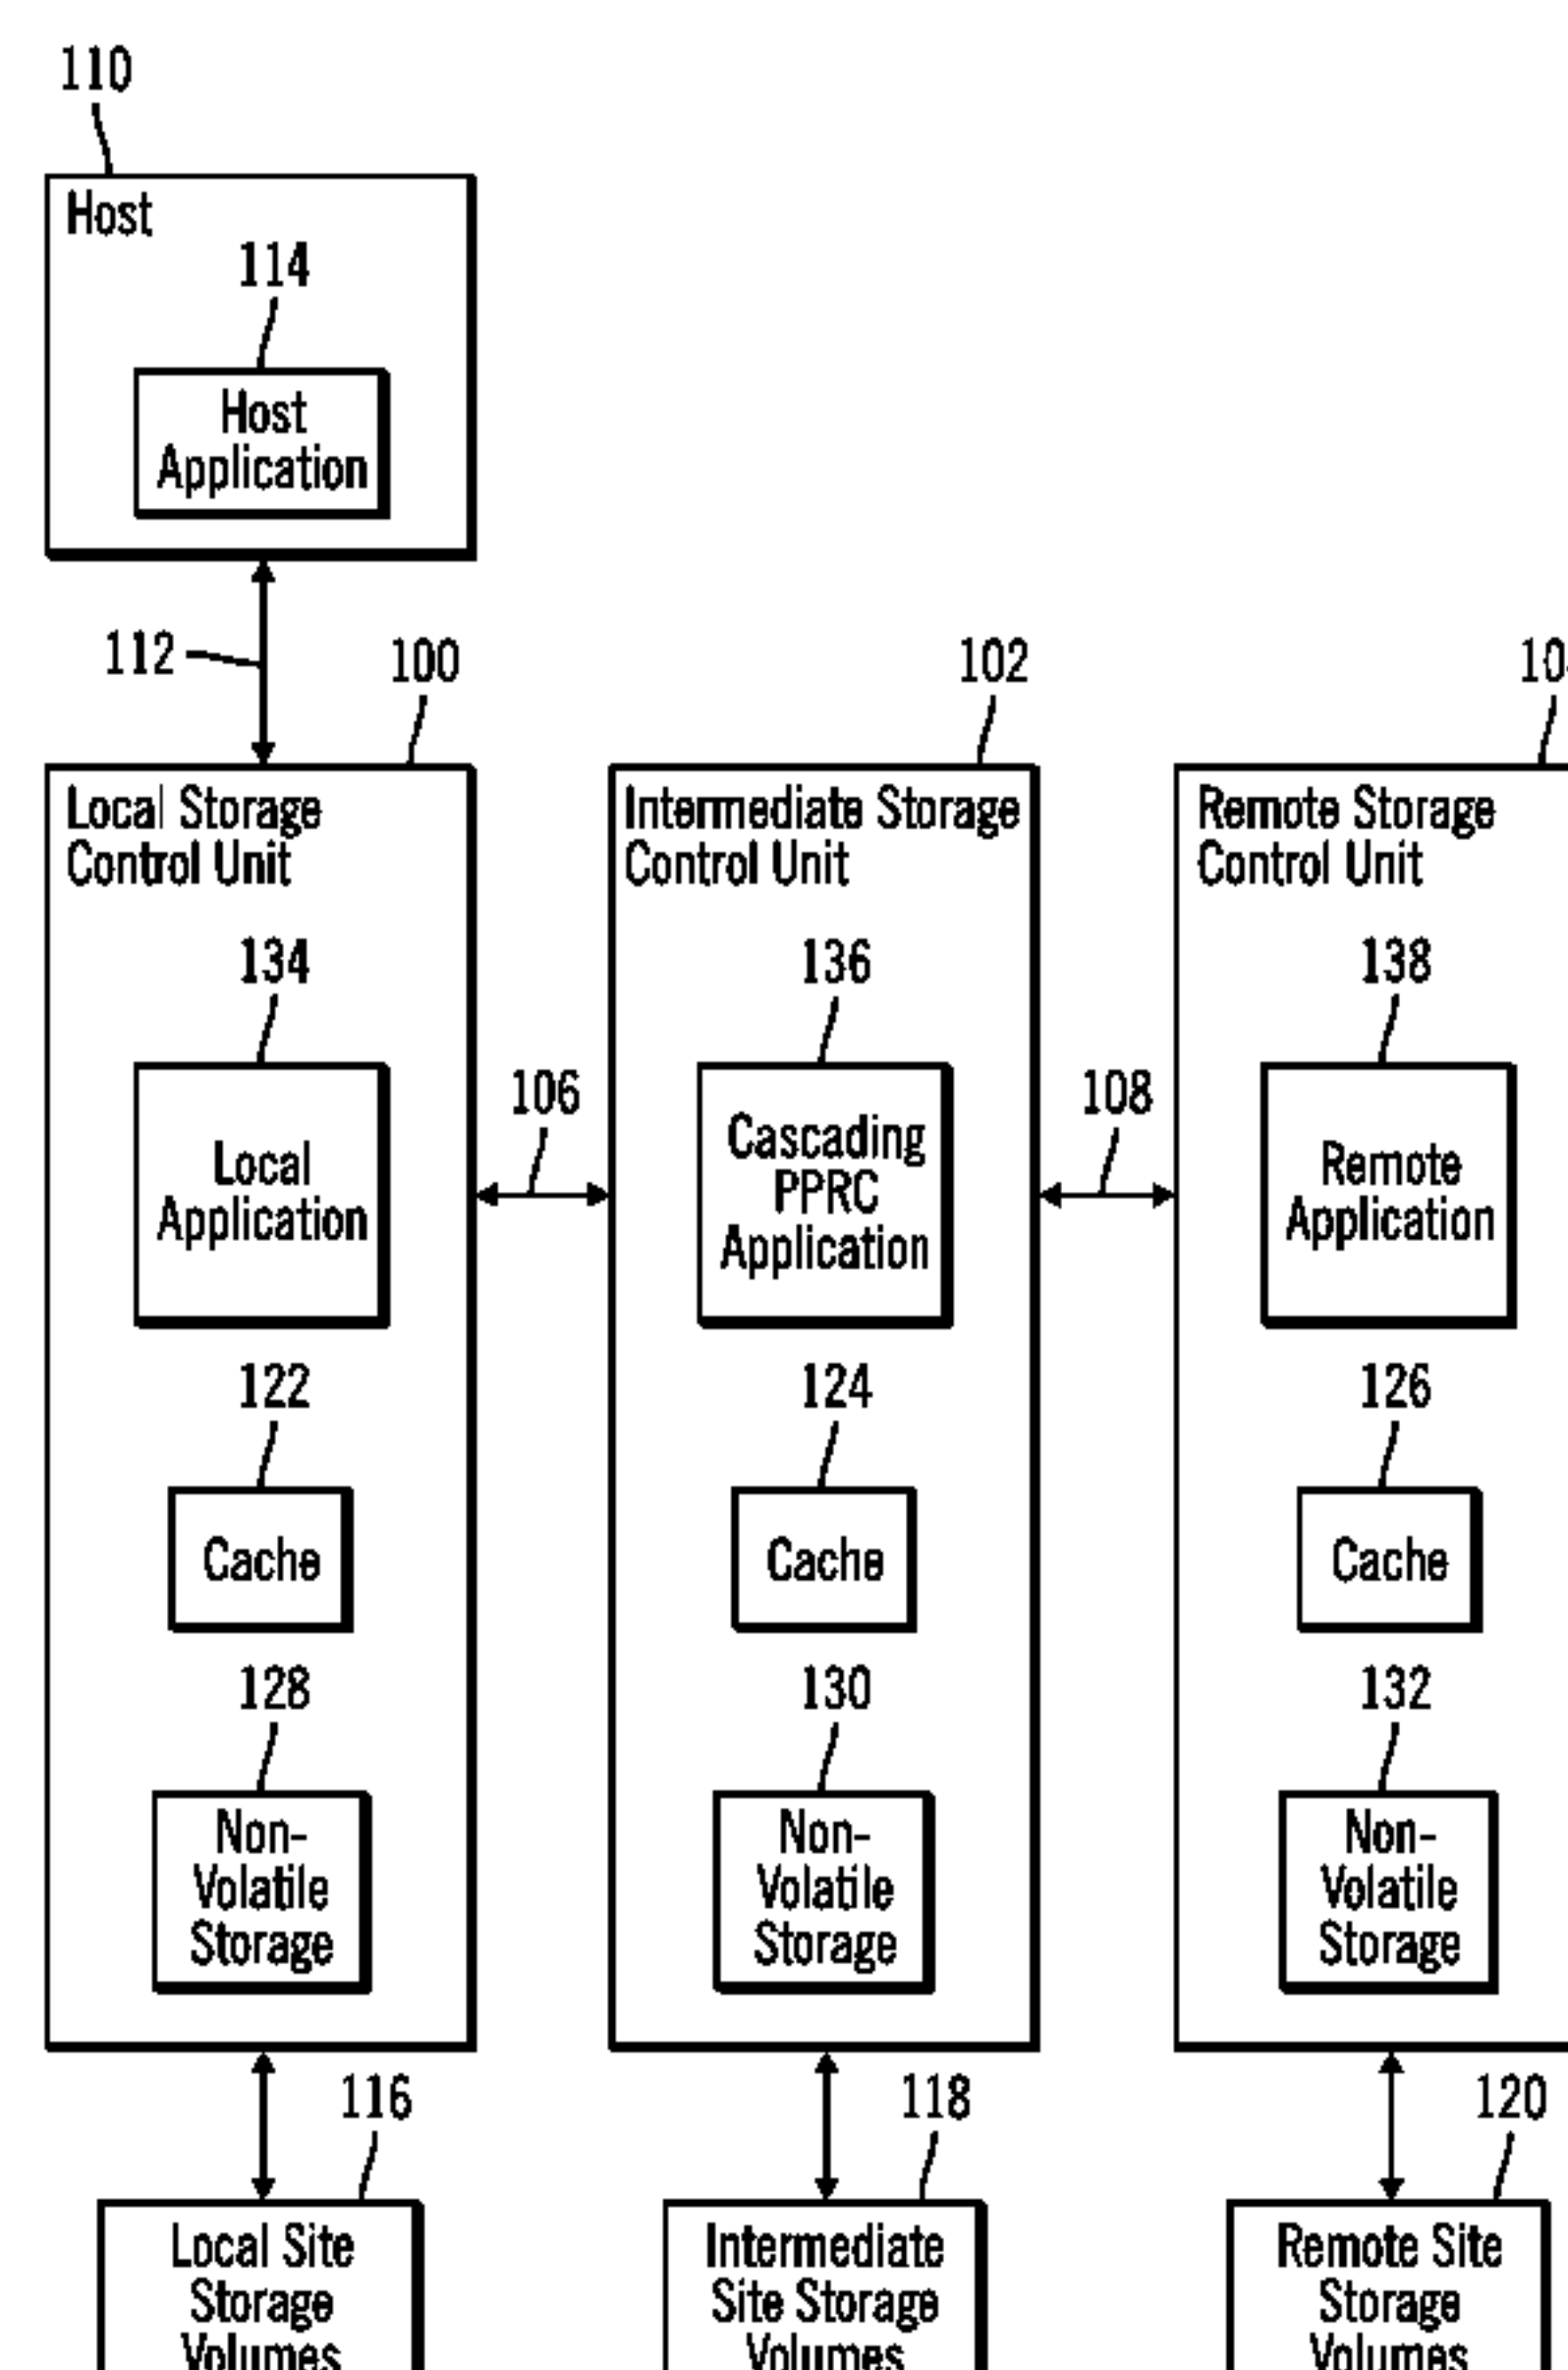 110
Host
114
Host
Application
112
100
102
Local Storage
Control Unit
Intermediate Storage
Control Unit
Remote Storage
Control Unit
134
136
138
Local
Application
106
Cascading
PPRC
Application
108
Remote
Application
122
124
126
Cache
Cache
Cache
128
130
132
Non-
Volatile
Storage
Non-
Volatile
Storage
Non-
Volatile
Storage
116
118
120
Local Site
Storage
Volumes
Intermediate
Site Storage
Volumes
Remote Site
Storage
Volumes